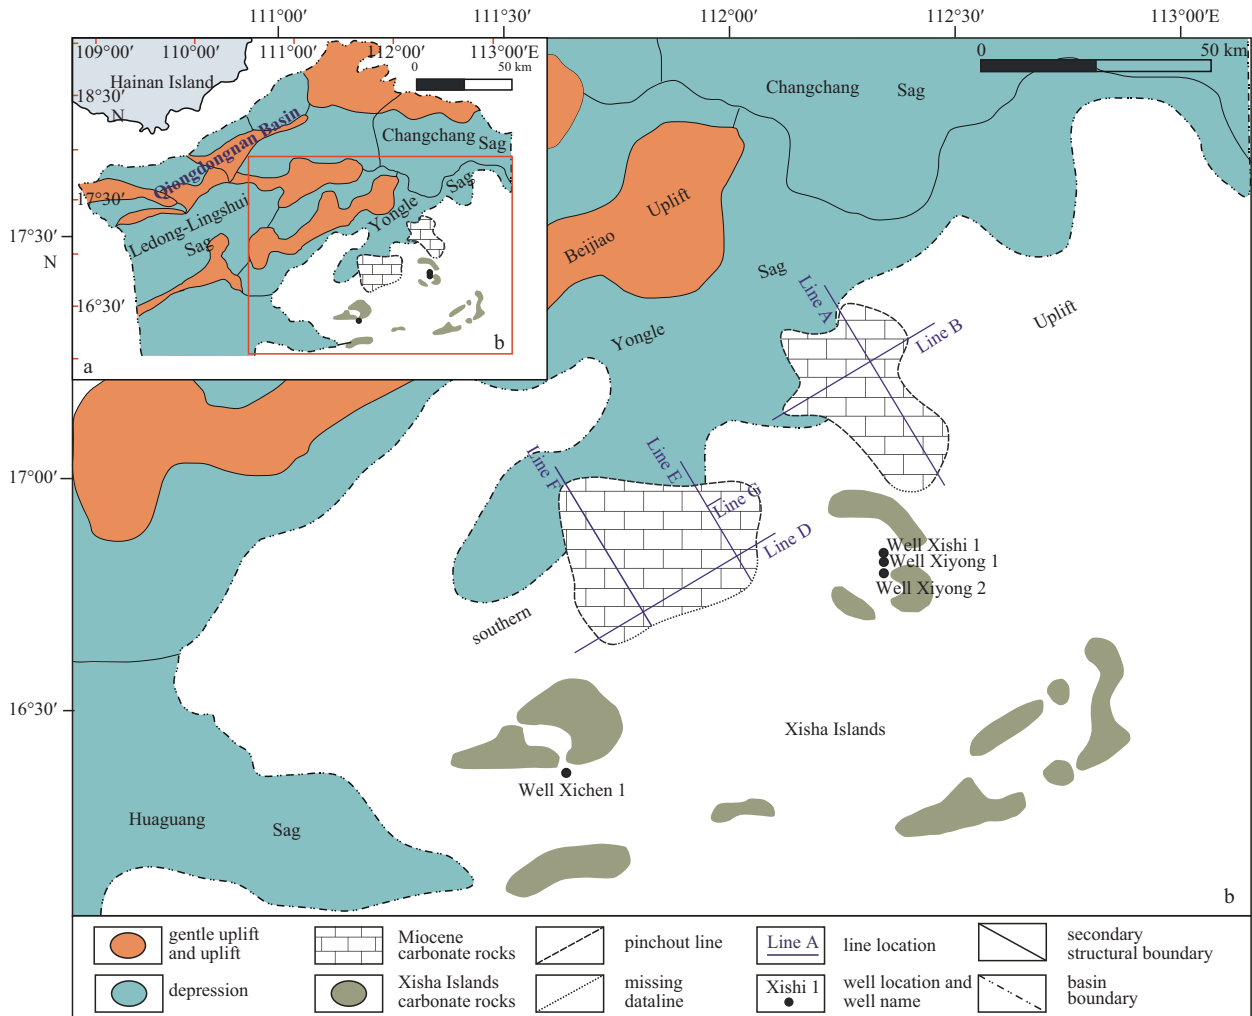 111°00′
111°30′
112°00′
112°30′
113°00′E
109°00′
110°00′
111°00′
112°00′
113°00′E
Hainan Island
18°30′
N
0
50 km
Qiongdongnan Basin
Changchang
Sag
17°30′
Ledong-Lingshui
Sag
Yongle
Sag
16°30′
a
b
0
50 km
Changchang
Sag
17°30′
N
Beijiao
Uplift
Sag
Yongle
Line A
Line B
Uplift
17°00′
Line F
Line E
Line G
Line D
southern
Well Xishi 1
Well Xiyong 1
Well Xiyong 2
16°30′
Xisha Islands
Well Xichen 1
Huaguang
Sag
b
gentle uplift
and uplift
Miocene
carbonate rocks
pinchout line
Line A
line location
secondary
structural boundary
depression
Xisha Islands
carbonate rocks
missing
dataline
Xishi 1
well location and
well name
basin
boundary